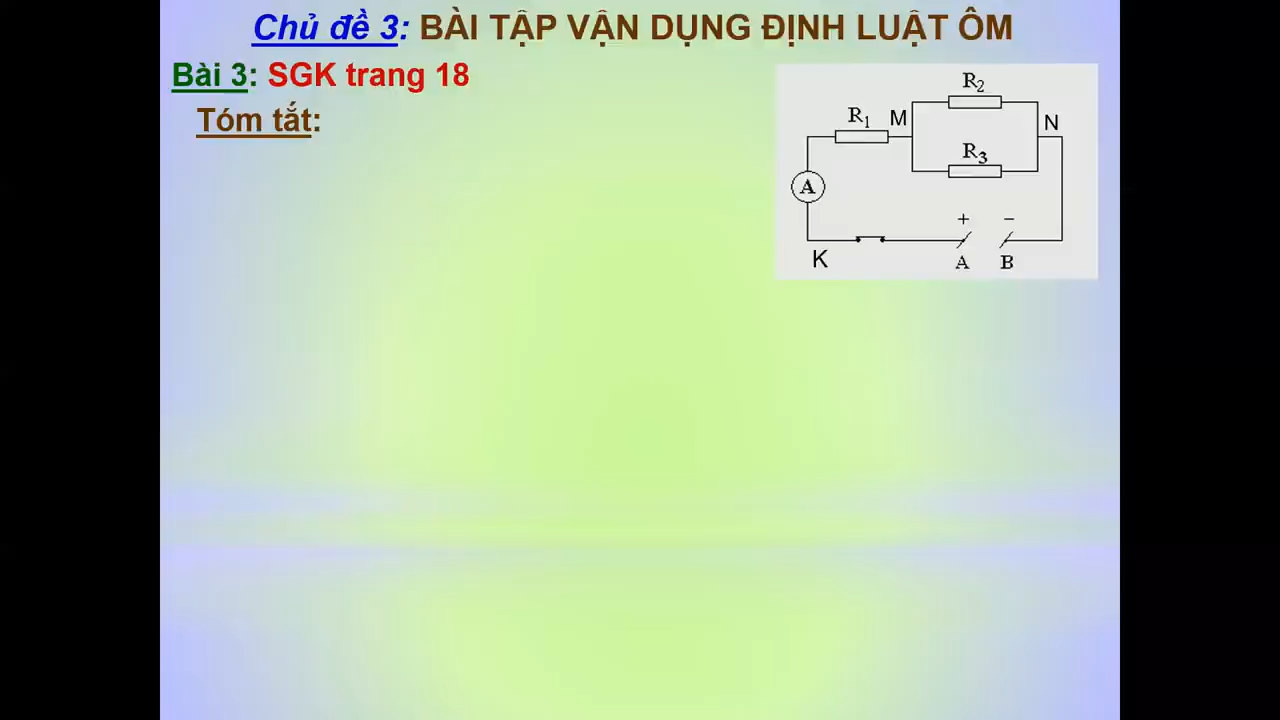 Chủ đề 3: BÀI TẬP VẬN DỤNG ĐỊNH LUẬT ÔM
Bài 3: SGK trang 18
Tóm tắt:
R2
R1 M N
R3
A
+ −
K A B